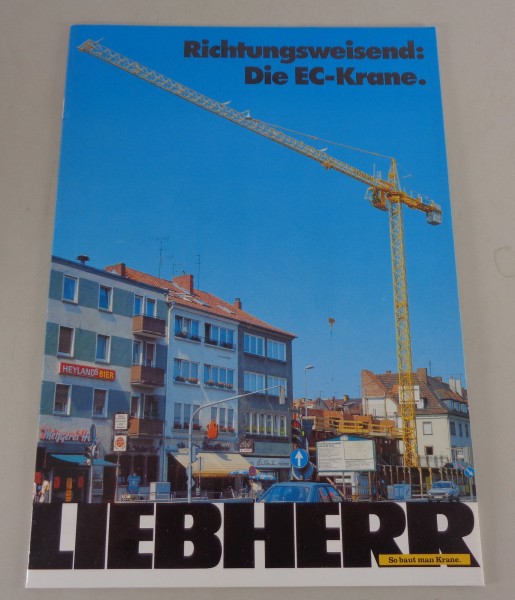 Richtungsweisend:
Die EC-Krane.
HEYLANDS BIER
LIEBHERR
So baut man Krane.